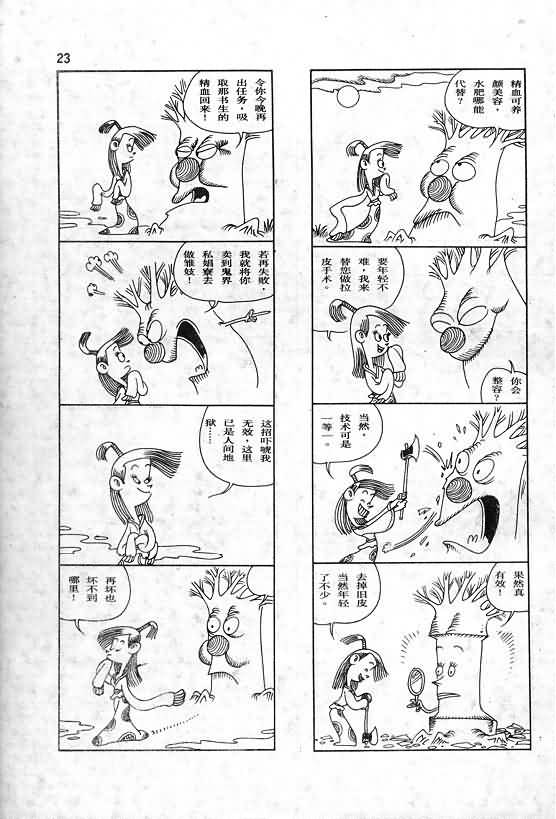 23
精血可养
颜美容，
水肥哪能
代替？
要年轻不
难，我来
替您做拉
皮手术。
你会
整容？
当然，
技术可是
一等一！
果然真
有效！
去掉旧皮
当然年轻
了不少。
令你今晚再
出任务，吸
取那书生的
精血回来！
若再失败，
我就将你
卖到鬼界
私娼寮去
做雏妓！
这招吓唬我
无效，这里
已是人间地
狱……
再坏也
坏不到
哪里！